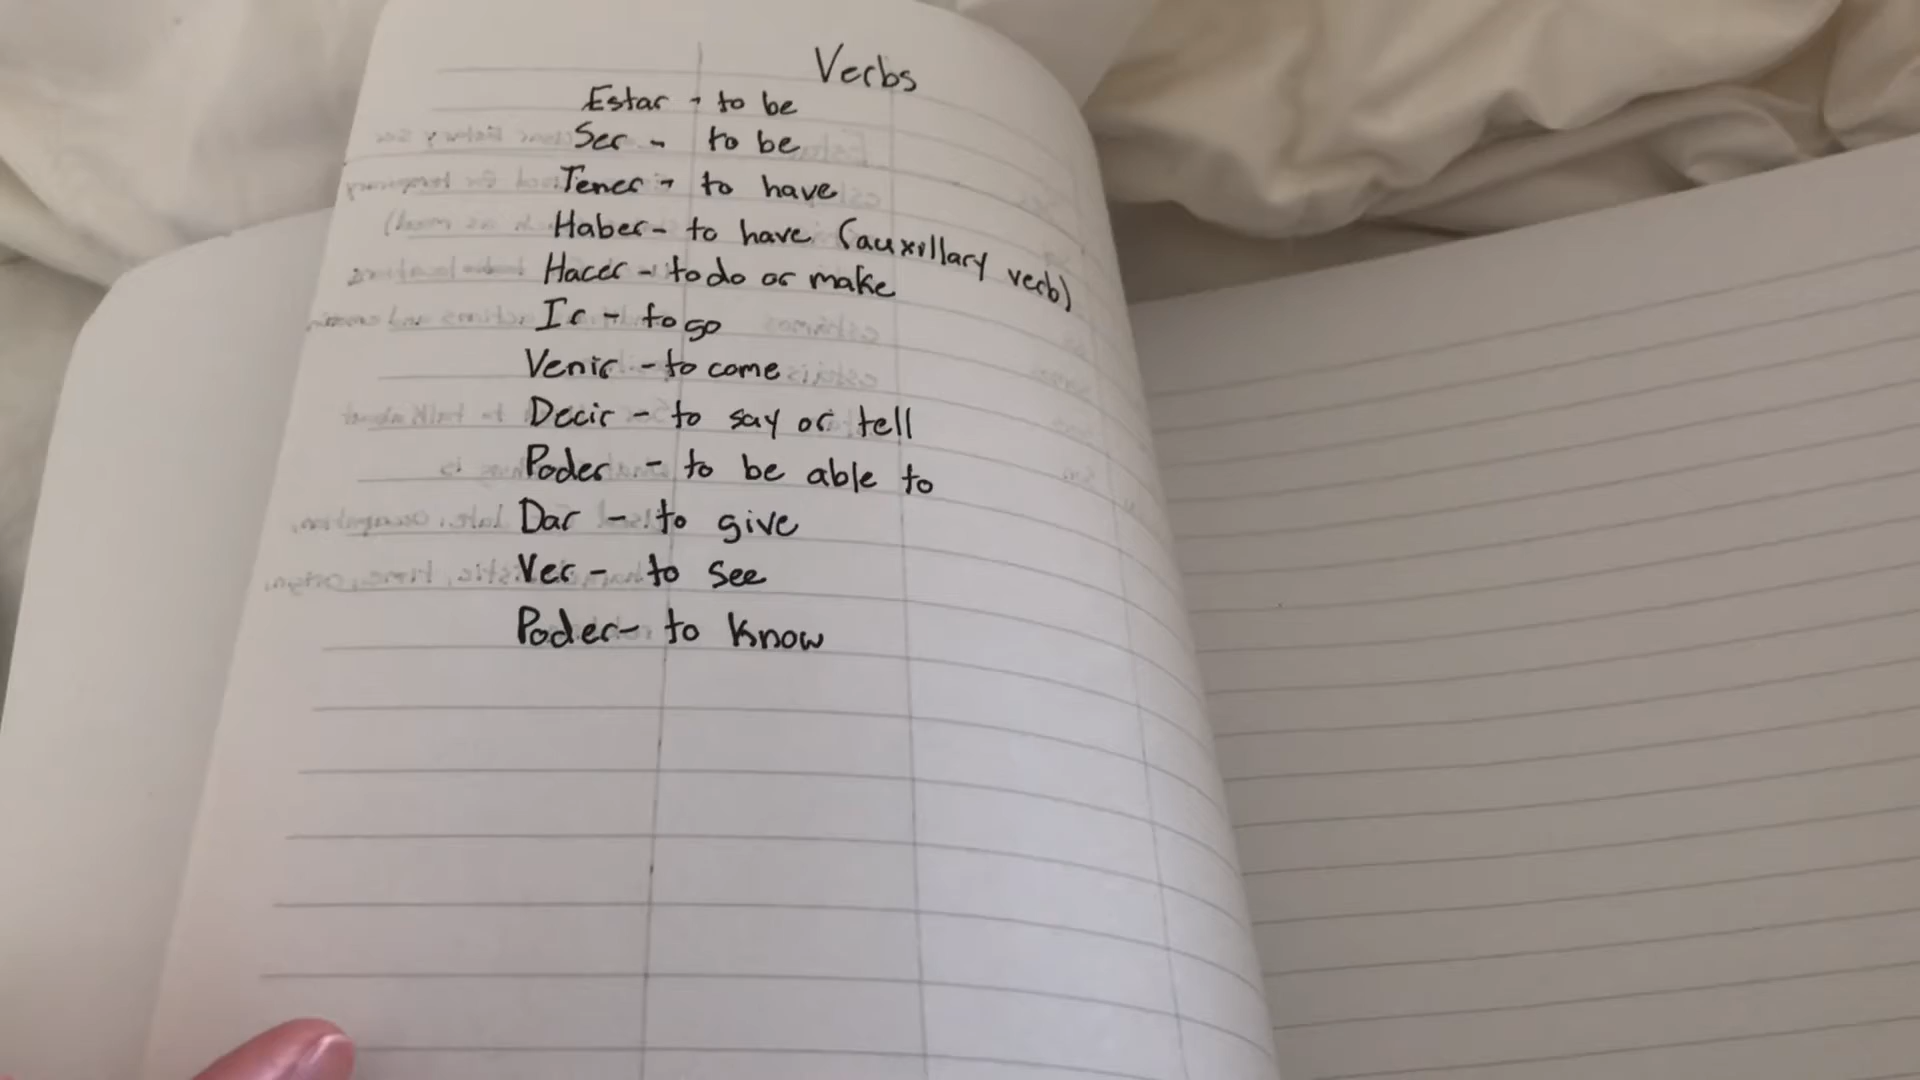 Verbs
Estar - to be
Ser - to be
Tener - to have
Haber - to have (auxillary verb)
Hacer - to do or make
Ir - to go
Venir - to come
Decir - to say or tell
Poder - to be able to
Dar - to give
Ver - to see
Poder - to know